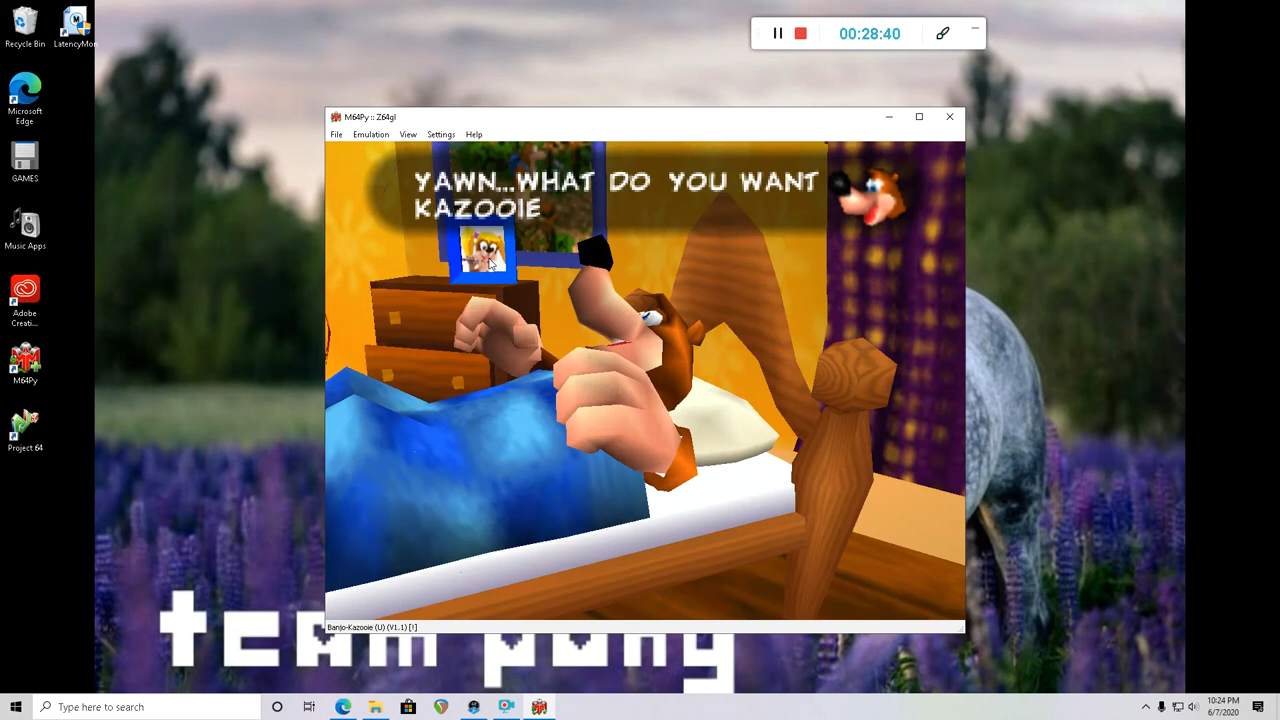 Recycle Bin
LatencyMon
00:28:40
Microsoft
Edge
M64Py :: Z64gl
File Emulation View Settings Help
YAWN...WHAT DO YOU WANT
KAZOOIE
GAMES
Music Apps
Adobe
Creati...
M64Py
Project 64
Banjo-Kazooie (U) (V1.1) [!]
team pony
Type here to search
10:24 PM
6/7/2020